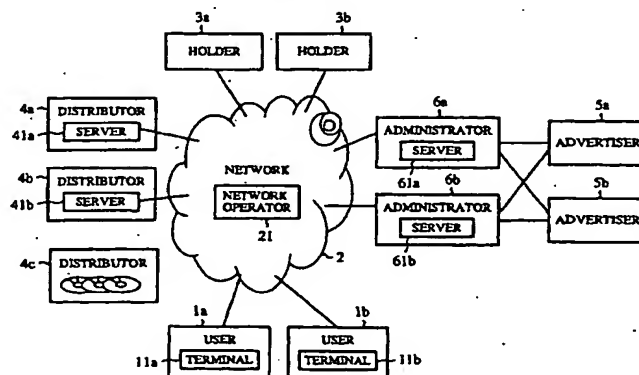 3a
3b
HOLDER
HOLDER
4a
DISTRIBUTOR
41a
SERVER
6a
ADMINISTRATOR
SERVER
61a
5a
ADVERTISER
4b
DISTRIBUTOR
41b
SERVER
NETWORK
NETWORK
OPERATOR
21
6b
ADMINISTRATOR
SERVER
61b
5b
ADVERTISER
4c
DISTRIBUTOR
2
1a
1b
USER
USER
11a
TERMINAL
TERMINAL
11b